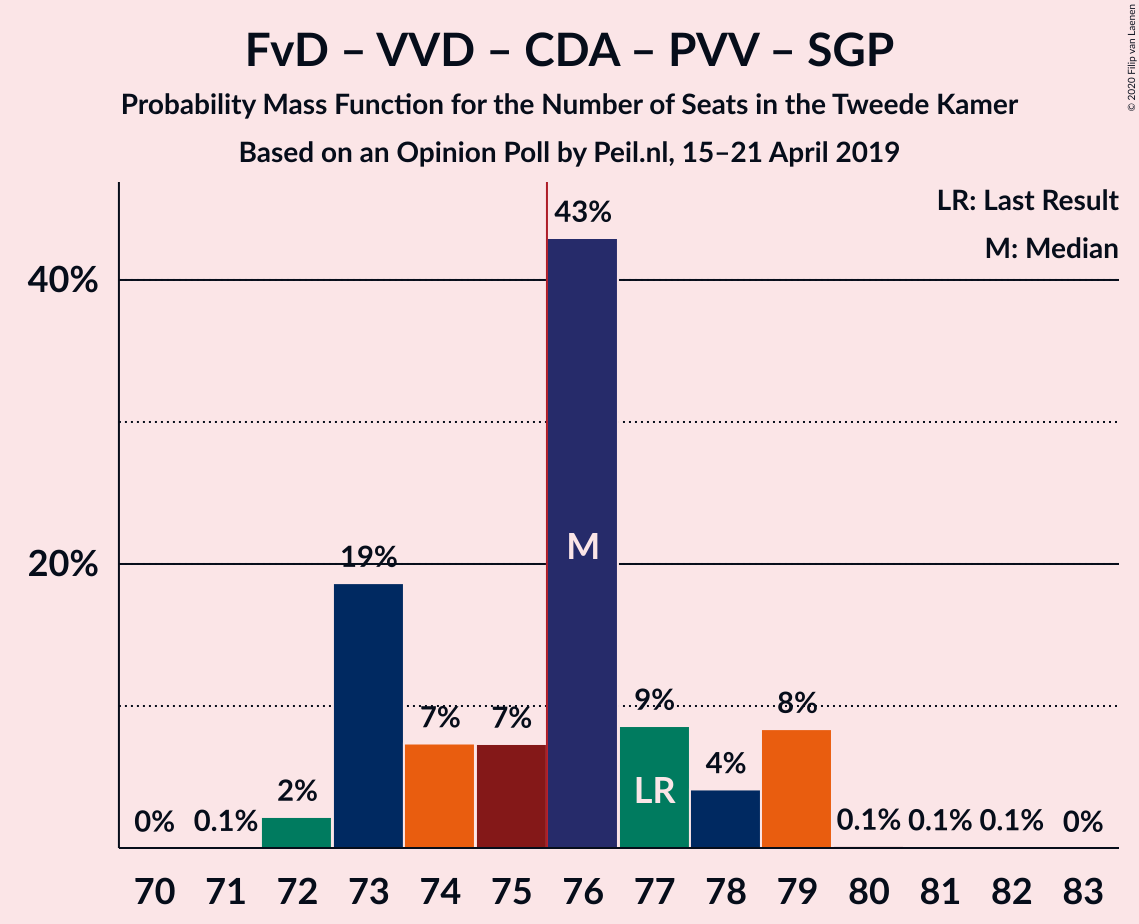 FvD – VVD – CDA – PVV – SGP
Probability Mass Function for the Number of Seats in the Tweede Kamer
Based on an Opinion Poll by Peil.nl, 15–21 April 2019
© 2020 Filip van Laenen
LR: Last Result
M: Median
40%
20%
0%
0.1%
2%
19%
7%
7%
43%
M
9%
LR
4%
8%
0.1%
0.1%
0.1%
0%
70 71 72 73 74 75 76 77 78 79 80 81 82 83